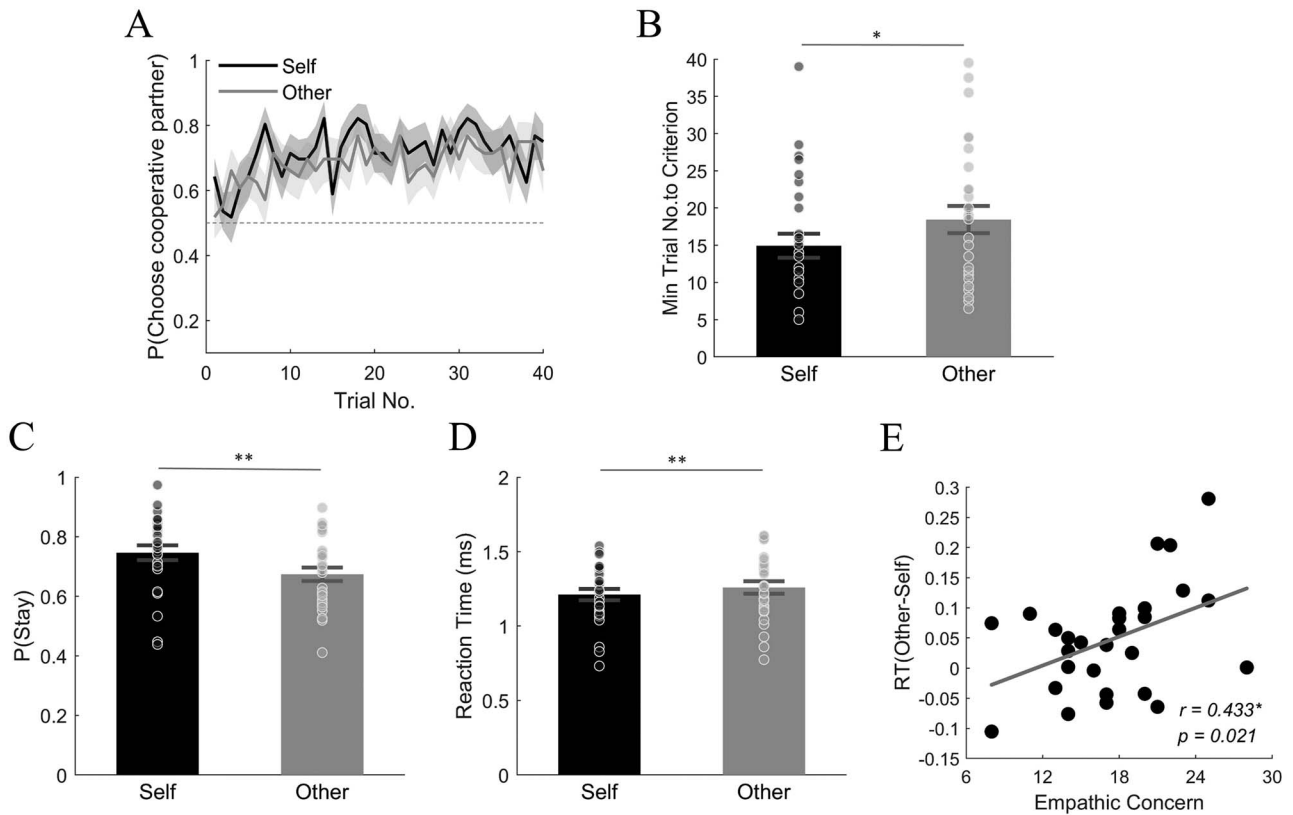 A
P(Choose cooperative partner)
1
0.8
0.6
0.4
0.2
Self
Other
0
10
20
30
40
Trial No.
B
Min Trial No.to Criterion
*
40
35
30
25
20
15
10
5
0
Self
Other
C
P(Stay)
**
1
0.8
0.6
0.4
0.2
0
Self
Other
D
Reaction Time (ms)
**
2
1.5
1
0.5
0
Self
Other
E
RT(Other-Self)
0.3
0.25
0.2
0.15
0.1
0.05
0
-0.05
-0.1
-0.15
r = 0.433*
p = 0.021
6
12
18
24
30
Empathic Concern